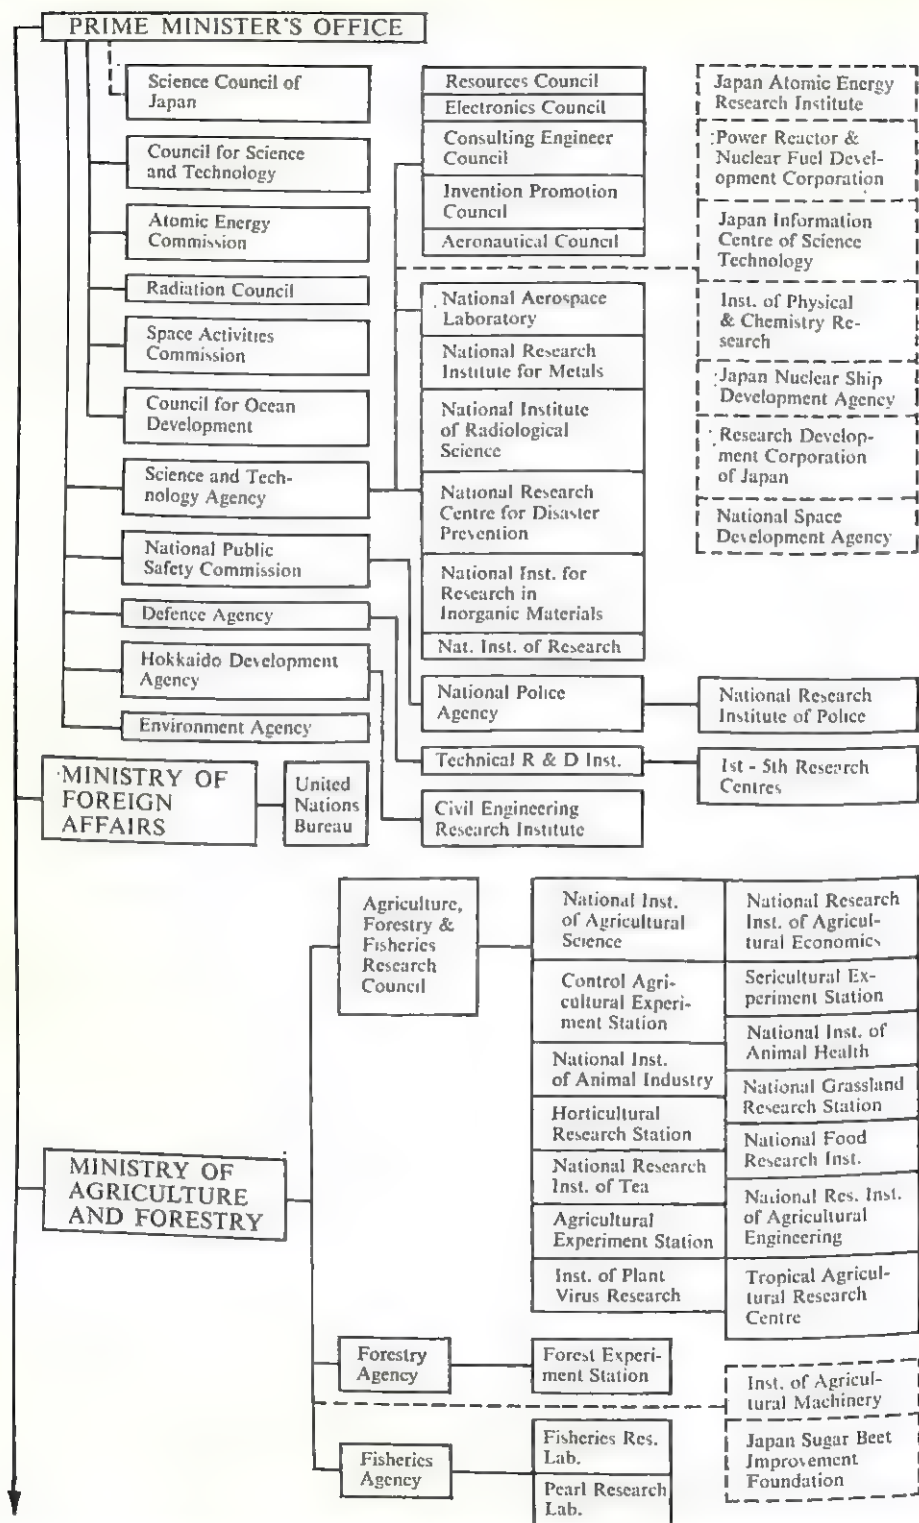 PRIME MINISTER'S OFFICE
Science Council of
Japan
Council for Science
and Technology
Atomic Energy
Commission
Radiation Council
Space Activities
Commission
Council for Ocean
Development
Science and Tech-
nology Agency
National Public
Safety Commission
Defence Agency
Hokkaido Development
Agency
Environment Agency
Resources Council
Electronics Council
Consulting Engineer
Council
Invention Promotion
Council
Aeronautical Council
National Aerospace
Laboratory
National Research
Institute for Metals
National Institute
of Radiological
Science
National Research
Centre for Disaster
Prevention
National Inst. for
Research in
Inorganic Materials
Nat. Inst. of Research
National Police
Agency
Technical R & D Inst.
Civil Engineering
Research Institute
Japan Atomic Energy
Research Institute
Power Reactor &
Nuclear Fuel Devel-
opment Corporation
Japan Information
Centre of Science
Technology
Inst. of Physical
& Chemistry Re-
search
Japan Nuclear Ship
Development Agency
Research Develop-
ment Corporation
of Japan
National Space
Development Agency
National Research
Institute of Police
1st - 5th Research
Centres
MINISTRY OF
FOREIGN
AFFAIRS
United
Nations
Bureau
MINISTRY OF
AGRICULTURE
AND FORESTRY
Agriculture,
Forestry &
Fisheries
Research
Council
National Inst.
of Agricultural
Science
Control Agri-
cultural Experi-
ment Station
National Inst.
of Animal Industry
Horticultural
Research Station
National Research
Inst. of Tea
Agricultural
Experiment Station
Inst. of Plant
Virus Research
National Research
Inst. of Agricul-
tural Economics
Sericultural Ex-
periment Station
National Inst. of
Animal Health
National Grassland
Research Station
National Food
Research Inst.
National Res. Inst.
of Agricultural
Engineering
Tropical Agricul-
tural Research
Centre
Forestry
Agency
Forest Experi-
ment Station
Inst. of Agricul-
tural Machinery
Japan Sugar Beet
Improvement
Foundation
Fisheries
Agency
Fisheries Res.
Lab.
Pearl Research
Lab.